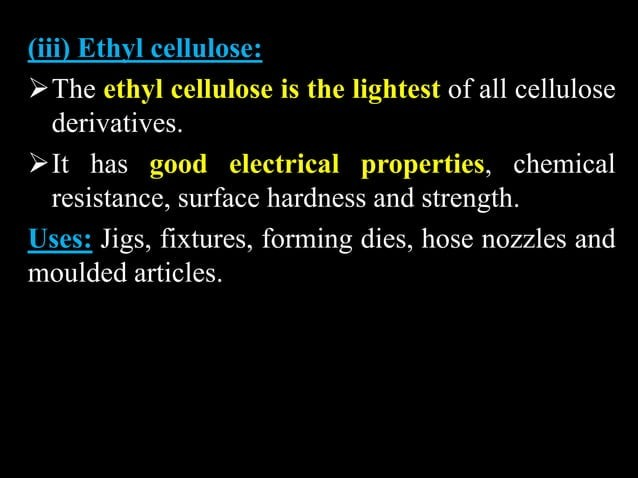 (iii) Ethyl cellulose:
➢The ethyl cellulose is the lightest of all cellulose
derivatives.
➢It has good electrical properties, chemical
resistance, surface hardness and strength.
Uses: Jigs, fixtures, forming dies, hose nozzles and
moulded articles.